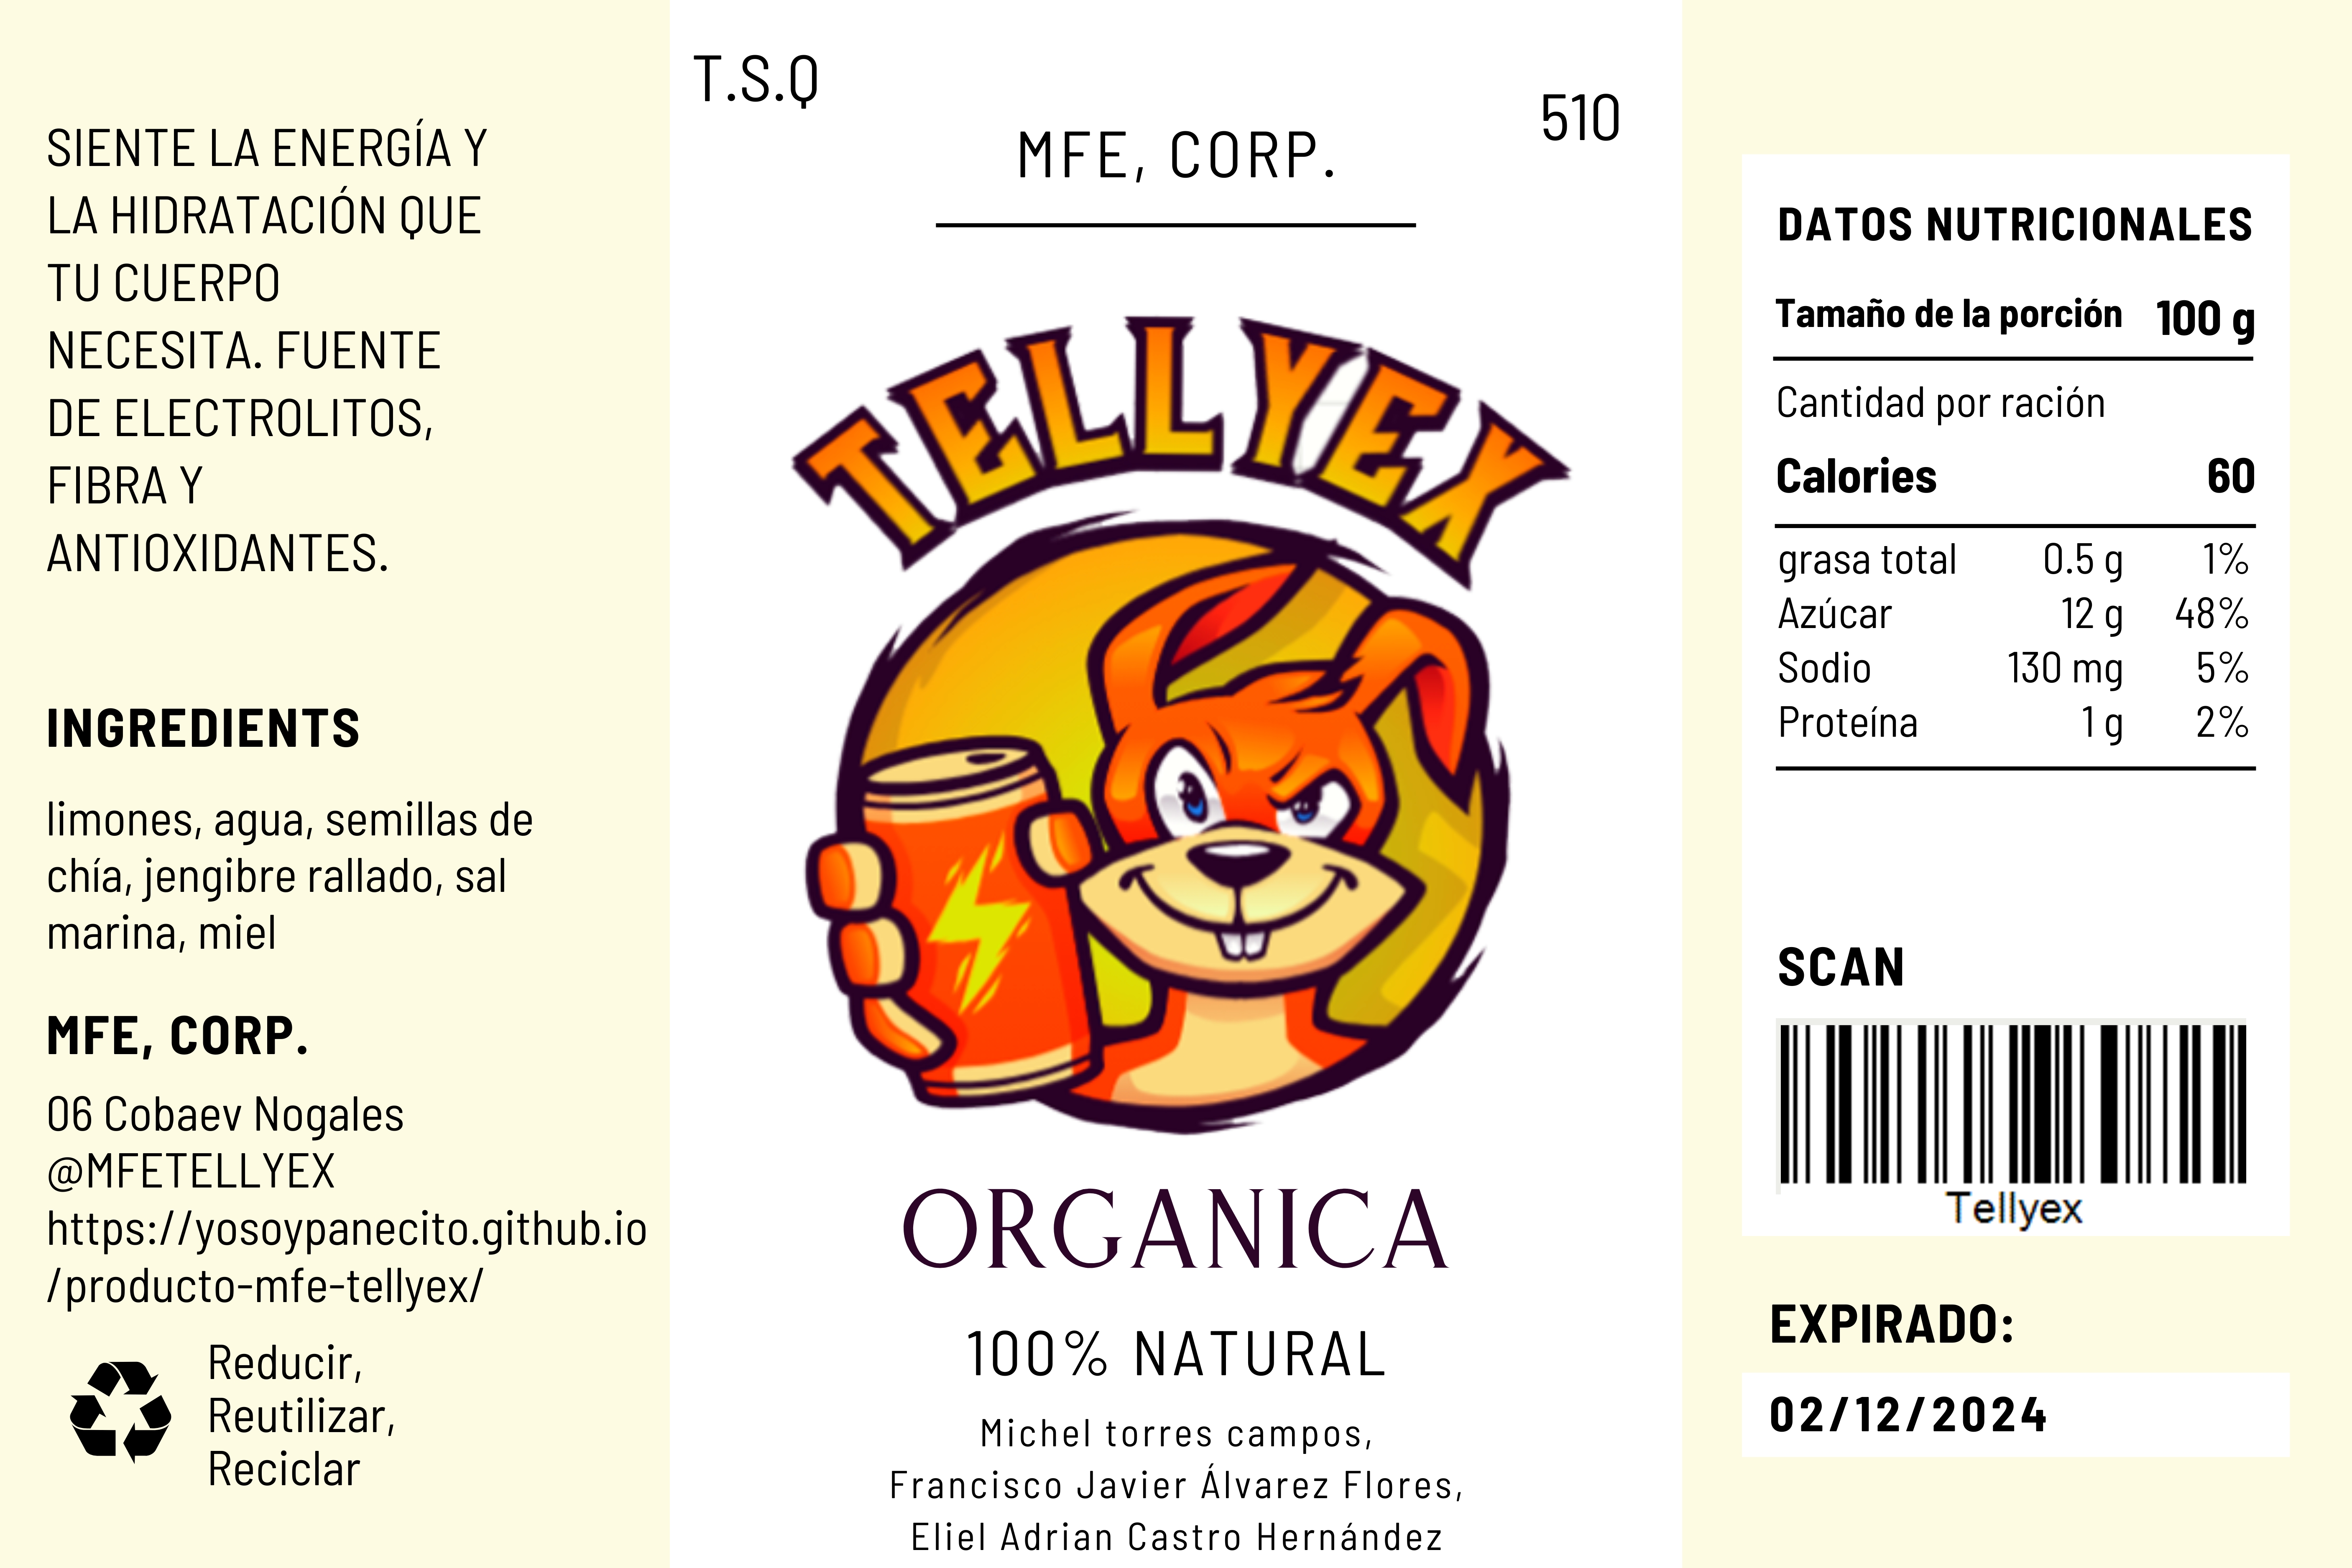 SIENTE LA ENERGÍA Y
LA HIDRATACIÓN QUE
TU CUERPO
NECESITA. FUENTE
DE ELECTROLITOS,
FIBRA Y
ANTIOXIDANTES.
INGREDIENTS
limones, agua, semillas de
chía, jengibre rallado, sal
marina, miel
MFE, CORP.
06 Cobaev Nogales
@MFETELLYEX
https://yosoypanecito.github.io
/producto-mfe-tellyex/
Reducir,
Reutilizar,
Reciclar
T.S.Q
510
MFE, CORP.
TELLYEX
ORGANICA
100% NATURAL
Michel torres campos,
Francisco Javier Álvarez Flores,
Eliel Adrian Castro Hernández
DATOS NUTRICIONALES
Tamaño de la porción 100 g
Cantidad por ración
Calories 60
grasa total 0.5 g 1%
Azúcar 12 g 48%
Sodio 130 mg 5%
Proteína 1 g 2%
SCAN
Tellyex
EXPIRADO:
02/12/2024